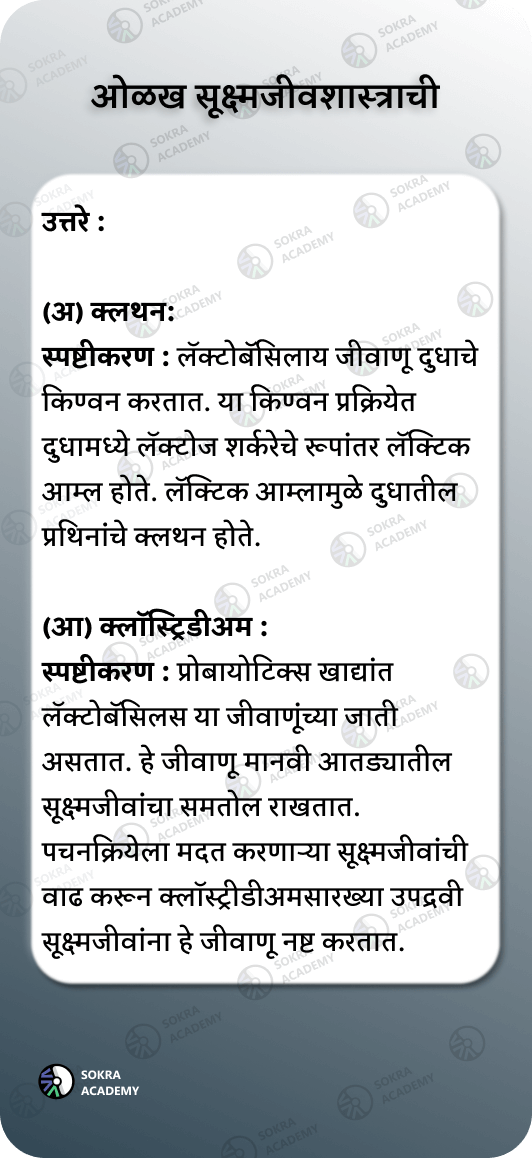 ओळख सूक्ष्मजीवशास्त्राची
उत्तरे :
(अ) क्लथन:
स्पष्टीकरण : लॅक्टोबॅसिलाय जीवाणू दुधाचे
किण्वन करतात. या किण्वन प्रक्रियेत
दुधामध्ये लॅक्टोज शर्करेचे रूपांतर लॅक्टिक
आम्ल होते. लॅक्टिक आम्लामुळे दुधातील
प्रथिनांचे क्लथन होते.
(आ) क्लॉस्ट्रिडीअम :
स्पष्टीकरण : प्रोबायोटिक्स खाद्यांत
लॅक्टोबॅसिलस या जीवाणूंच्या जाती
असतात. हे जीवाणू मानवी आतड्यातील
सूक्ष्मजीवांचा समतोल राखतात.
पचनक्रियेला मदत करणाऱ्या सूक्ष्मजीवांची
वाढ करून क्लॉस्ट्रीडीअमसारख्या उपद्रवी
सूक्ष्मजीवांना हे जीवाणू नष्ट करतात.
SOKRA
ACADEMY